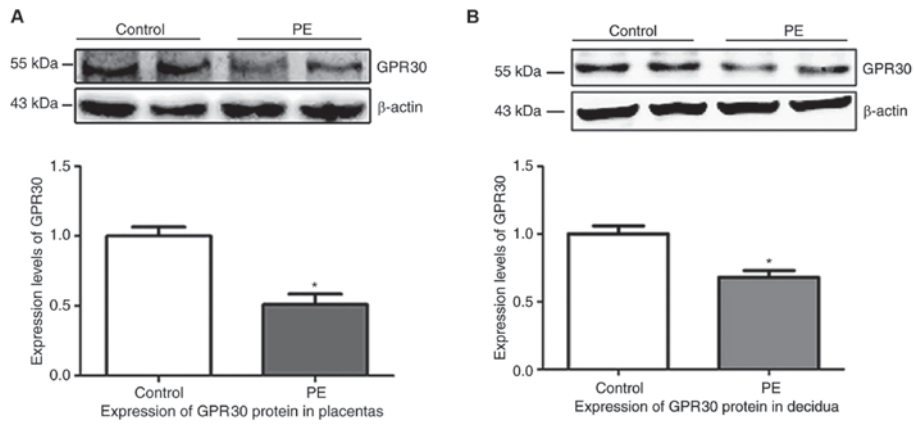 A
Control PE
55 kDa GPR30
43 kDa β-actin
1.5
1.0
0.5
0.0
Expression levels of GPR30
*
Control PE
Expression of GPR30 protein in placentas
B
Control PE
55 kDa GPR30
43 kDa β-actin
1.5
1.0
0.5
0.0
Expression levels of GPR30
*
Control PE
Expression of GPR30 protein in decidua